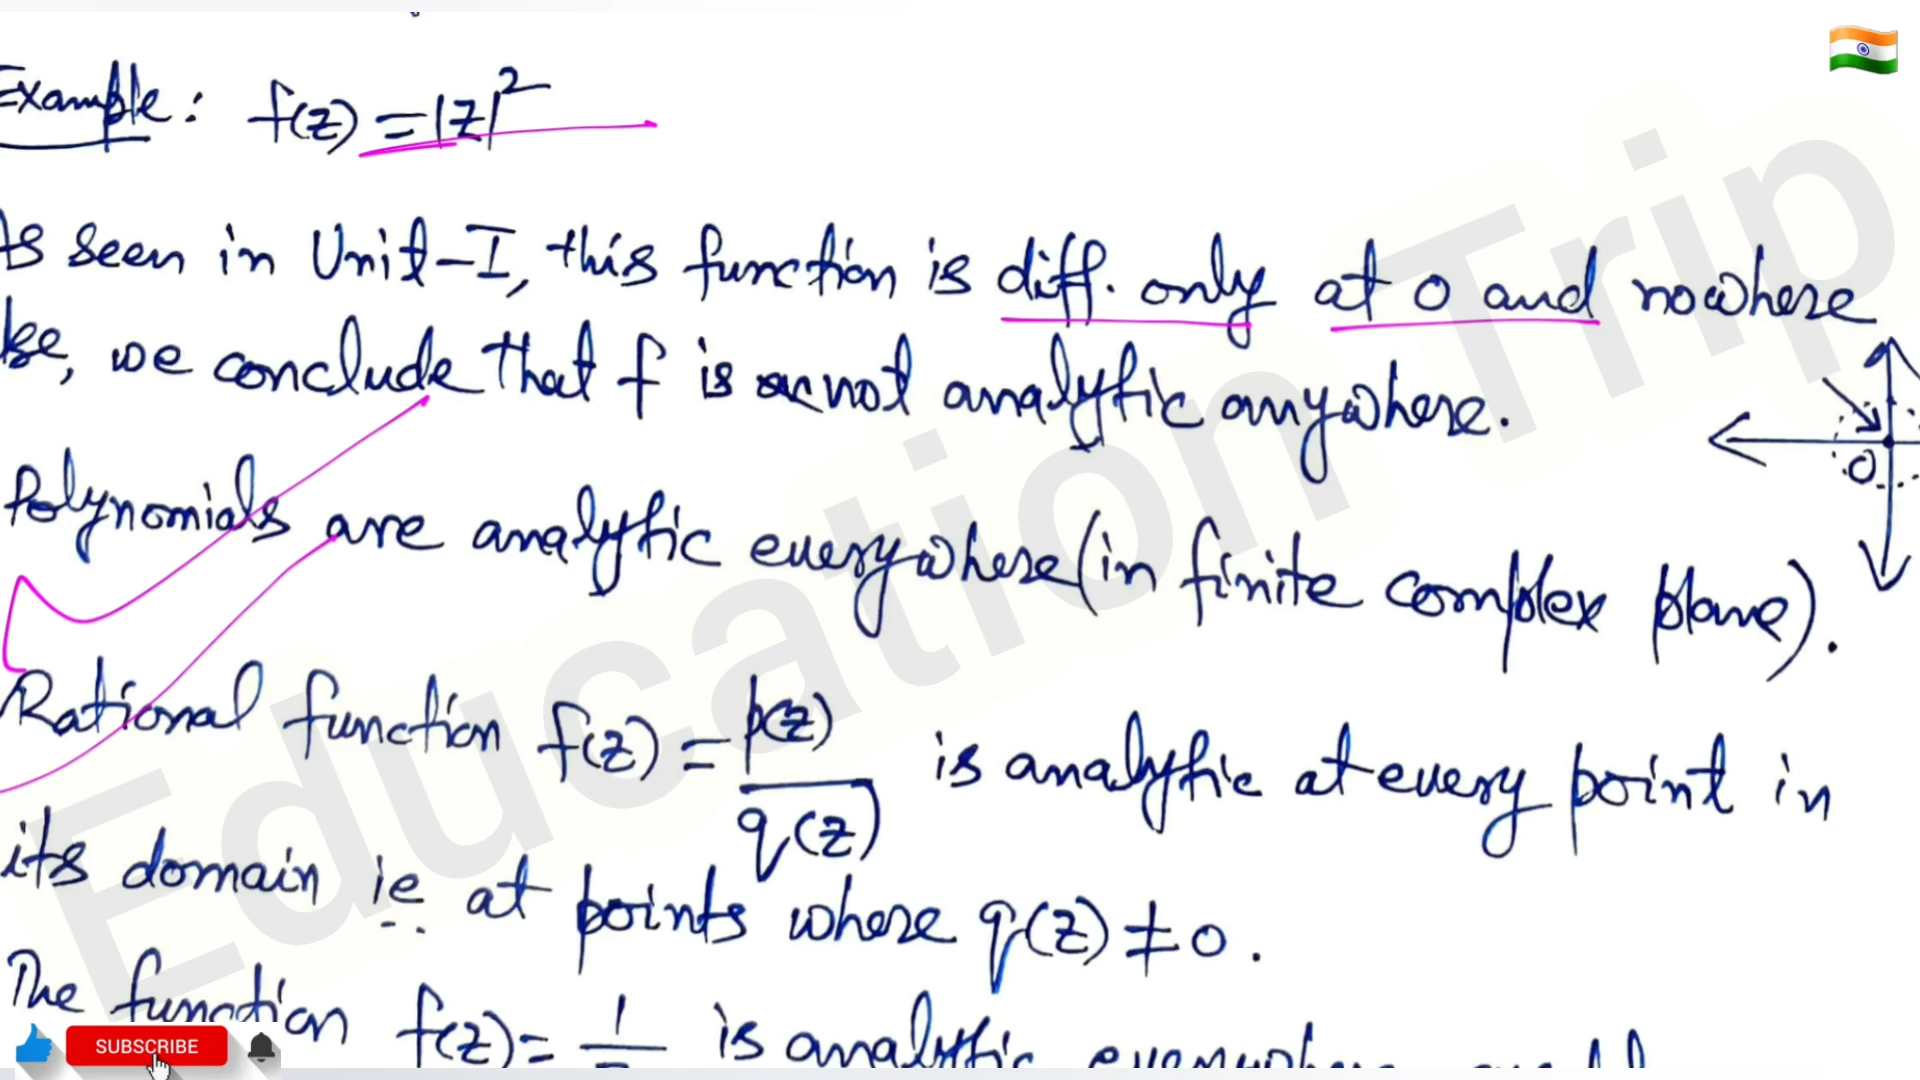 Example: f(z) = |z|²
As seen in Unit-I, this function is diff. only at 0 and nowhere
we conclude that f is not analytic anywhere.
0
Polynomials are analytic everywhere (in finite complex plane).
Rational function f(z) = p(z)/q(z) is analytic at every point in
its domain ie at points where q(z) ≠ 0.
The function f(z) = 1/ is analytic everywhere
Education Trip
SUBSCRIBE